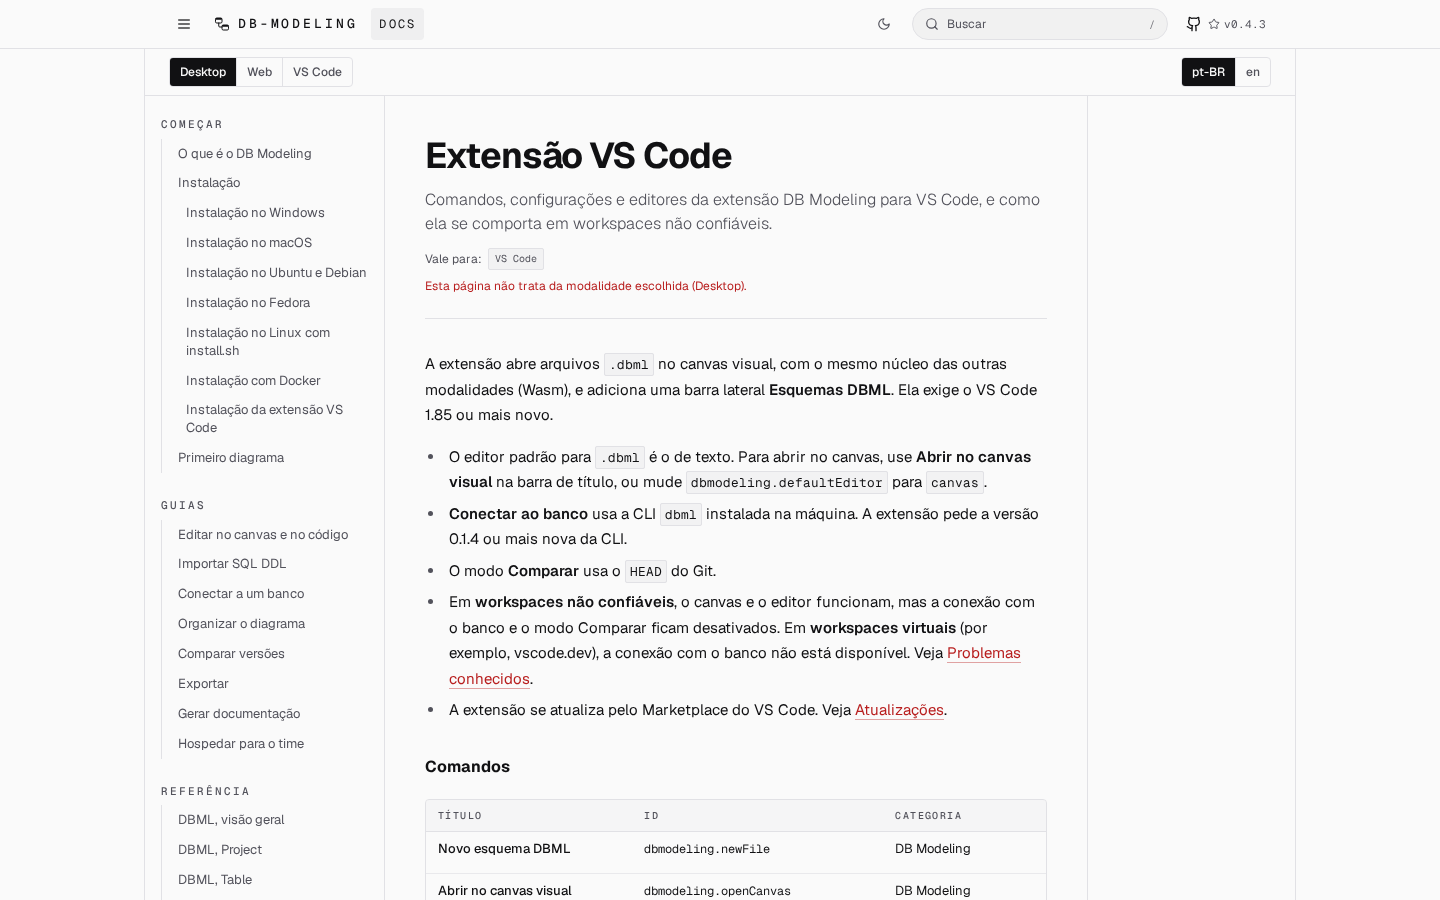 DB-MODELING DOCS Buscar / v0.4.3
Desktop Web VS Code pt-BR en
COMEÇAR
O que é o DB Modeling
Instalação
Instalação no Windows
Instalação no macOS
Instalação no Ubuntu e Debian
Instalação no Fedora
Instalação no Linux com
install.sh
Instalação com Docker
Instalação da extensão VS
Code
Primeiro diagrama
GUIAS
Editar no canvas e no código
Importar SQL DDL
Conectar a um banco
Organizar o diagrama
Comparar versões
Exportar
Gerar documentação
Hospedar para o time
REFERÊNCIA
DBML, visão geral
DBML, Project
DBML, Table
Extensão VS Code
Comandos, configurações e editores da extensão DB Modeling para VS Code, e como
ela se comporta em workspaces não confiáveis.
Vale para: VS Code
Esta página não trata da modalidade escolhida (Desktop).
A extensão abre arquivos .dbml no canvas visual, com o mesmo núcleo das outras
modalidades (Wasm), e adiciona uma barra lateral Esquemas DBML. Ela exige o VS Code
1.85 ou mais novo.
O editor padrão para .dbml é o de texto. Para abrir no canvas, use Abrir no canvas
visual na barra de título, ou mude dbmodeling.defaultEditor para canvas.
Conectar ao banco usa a CLI dbml instalada na máquina. A extensão pede a versão
0.1.4 ou mais nova da CLI.
O modo Comparar usa o HEAD do Git.
Em workspaces não confiáveis, o canvas e o editor funcionam, mas a conexão com
o banco e o modo Comparar ficam desativados. Em workspaces virtuais (por
exemplo, vscode.dev), a conexão com o banco não está disponível. Veja Problemas
conhecidos.
A extensão se atualiza pelo Marketplace do VS Code. Veja Atualizações.
Comandos
TÍTULO ID CATEGORIA
Novo esquema DBML dbmodeling.newFile DB Modeling
Abrir no canvas visual dbmodeling.openCanvas DB Modeling